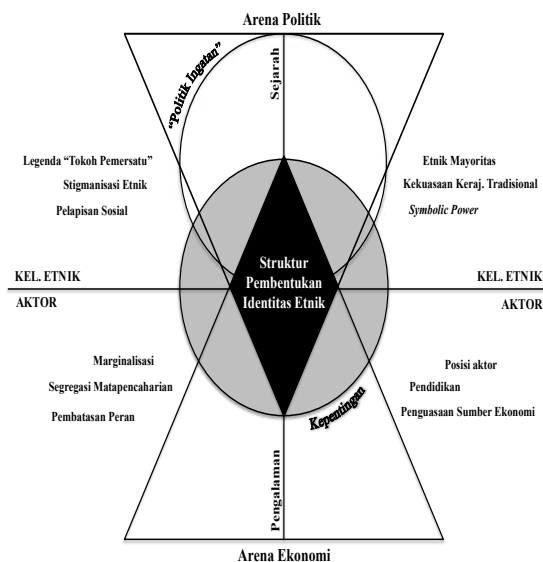 Arena Politik
"Politik Ingatan"
Sejarah
Legenda "Tokoh Pemersatu"
Stigmanisasi Etnik
Pelapisan Sosial
Etnik Mayoritas
Kekuasaan Keraj. Tradisional
Symbolic Power
Struktur
Pembentukan
Identitas Etnik
KEL. ETNIK
AKTOR
KEL. ETNIK
AKTOR
Marginalisasi
Segregasi Matapencaharian
Pembatasan Peran
Posisi aktor
Pendidikan
Penguasaan Sumber Ekonomi
Kepentingan
Pengalaman
Arena Ekonomi